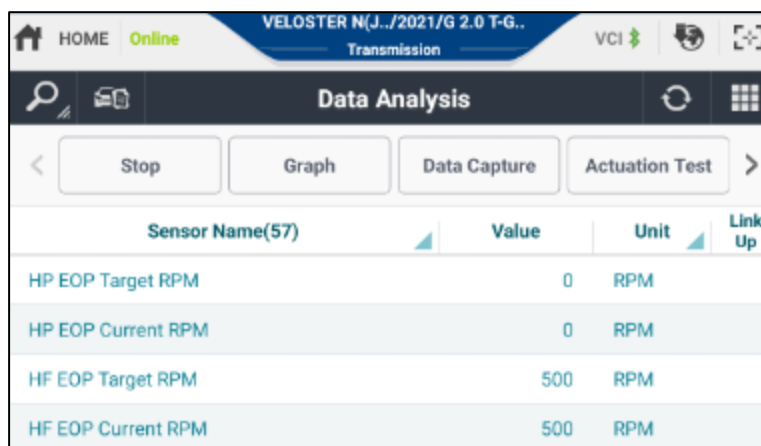 HOME Online VELOSTER N(J../2021/G 2.0 T-G.. VCI
Transmission
Data Analysis
Stop Graph Data Capture Actuation Test
Sensor Name(57) Value Unit Link Up
HP EOP Target RPM 0 RPM
HP EOP Current RPM 0 RPM
HF EOP Target RPM 500 RPM
HF EOP Current RPM 500 RPM